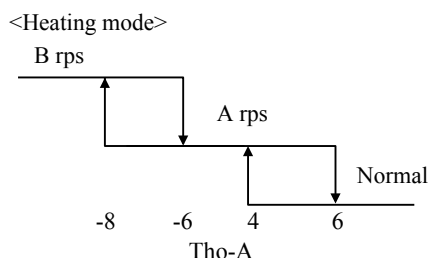 <Heating mode>
B rps
A rps
Normal
-8 -6 4 6
Tho-A